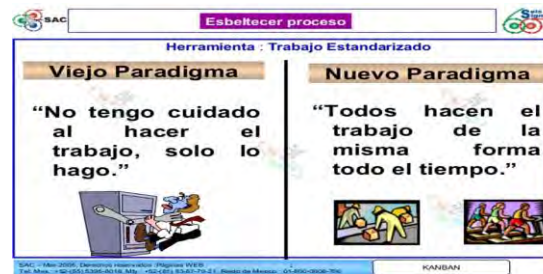 SAC
Esbeltecer proceso
Herramienta : Trabajo Estandarizado
Viejo Paradigma
“No tengo cuidado
al hacer el
trabajo, solo lo
hago.”
Nuevo Paradigma
“Todos hacen el
trabajo de la
misma forma
todo el tiempo.”
KANBAN